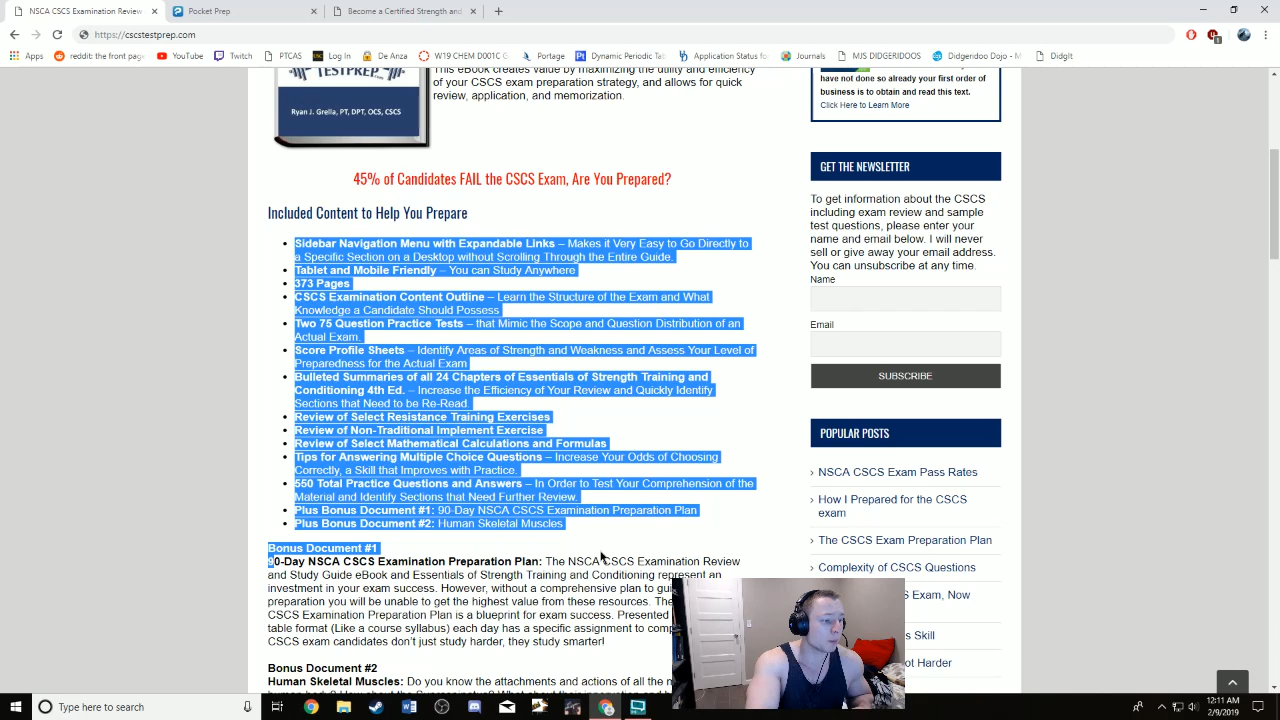 NSCA CSCS Examination Review
Pocket Prep
Become a Certified Strength and
https://cscstestprep.com
Apps
reddit: the front pag
YouTube
Twitch
PTCAS
Log In
De Anza
W19 CHEM D001C G
Portage
Dynamic Periodic Tab
Application Status fo
Journals
MJS DIDGERIDOOS
Didgeridoo Dojo - M
DidgIt
TESTPREP
Ryan J. Grella, PT, DPT, OCS, CSCS
This eBook creates value by maximizing the utility and efficiency
of your CSCS exam preparation strategy, and allows for quick
review, application, and memorization.
45% of Candidates FAIL the CSCS Exam, Are You Prepared?
Included Content to Help You Prepare
Sidebar Navigation Menu with Expandable Links – Makes it Very Easy to Go Directly to
a Specific Section on a Desktop without Scrolling Through the Entire Guide.
Tablet and Mobile Friendly – You can Study Anywhere
373 Pages
CSCS Examination Content Outline – Learn the Structure of the Exam and What
Knowledge a Candidate Should Possess
Two 75 Question Practice Tests – that Mimic the Scope and Question Distribution of an
Actual Exam.
Score Profile Sheets – Identify Areas of Strength and Weakness and Assess Your Level of
Preparedness for the Actual Exam
Bulleted Summaries of all 24 Chapters of Essentials of Strength Training and
Conditioning 4th Ed. – Increase the Efficiency of Your Review and Quickly Identify
Sections that Need to be Re-Read.
Review of Select Resistance Training Exercises
Review of Non-Traditional Implement Exercise
Review of Select Mathematical Calculations and Formulas
Tips for Answering Multiple Choice Questions – Increase Your Odds of Choosing
Correctly, a Skill that Improves with Practice.
550 Total Practice Questions and Answers – In Order to Test Your Comprehension of the
Material and Identify Sections that Need Further Review.
Plus Bonus Document #1: 90-Day NSCA CSCS Examination Preparation Plan
Plus Bonus Document #2: Human Skeletal Muscles
Bonus Document #1
90-Day NSCA CSCS Examination Preparation Plan: The NSCA CSCS Examination Review
and Study Guide eBook and Essentials of Strength Training and Conditioning represent an
investment in your exam success. However, without a comprehensive plan to gui
preparation you will be unable to get the highest value from these resources. The
CSCS Examination Preparation Plan is a blueprint for exam success. Presented
table format (Like a course syllabus) each day has a specific assignment to comp
CSCS exam candidates don't just study harder, they study smarter!
Bonus Document #2
Human Skeletal Muscles: Do you know the attachments and actions of all the m
have not done so already your first order of
business is to obtain and read this text.
Click Here to Learn More
GET THE NEWSLETTER
To get information about the CSCS
including exam review and sample
test questions, please enter your
name and email below. I will never
sell or give away your email address.
You can unsubscribe at any time.
Name
Email
SUBSCRIBE
POPULAR POSTS
NSCA CSCS Exam Pass Rates
How I Prepared for the CSCS
exam
The CSCS Exam Preparation Plan
Complexity of CSCS Questions
S Exam, Now
s Skill
ot Harder
Type here to search
12:11 AM
2/9/2019